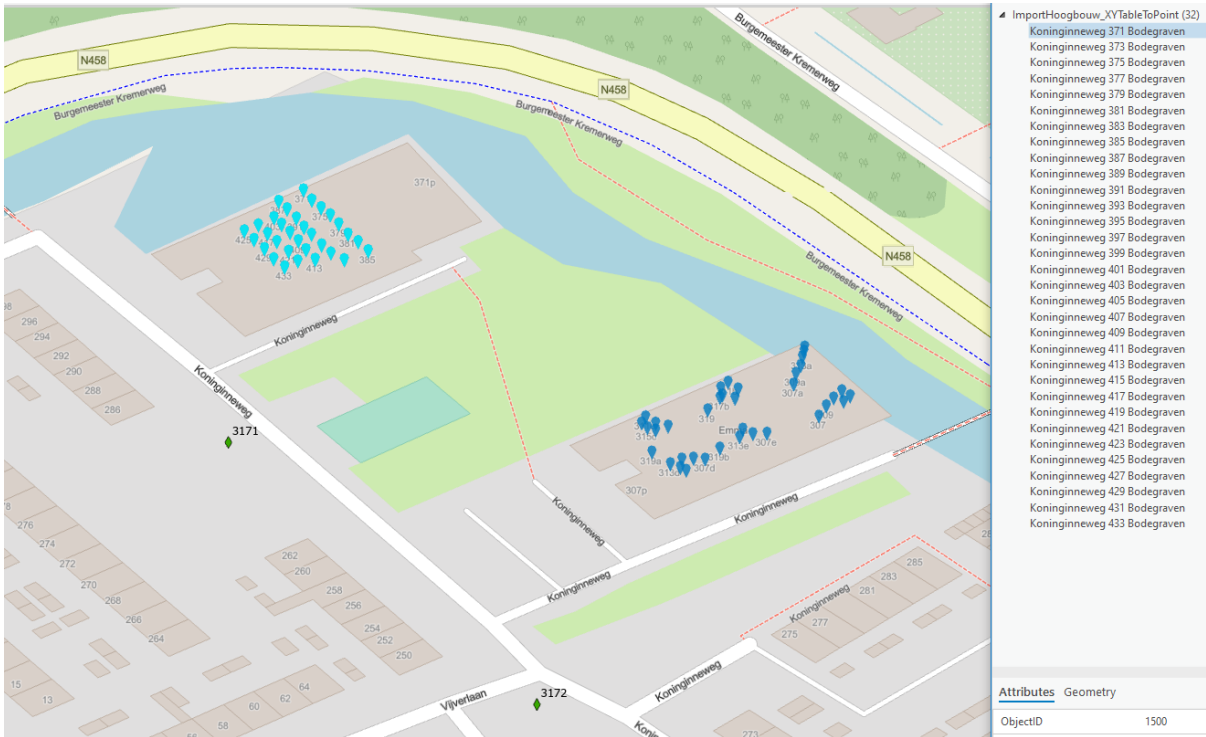 ImportHoogbouw_XYTableToPoint (32)
Koninginneweg 371 Bodegraven
Koninginneweg 373 Bodegraven
Koninginneweg 375 Bodegraven
Koninginneweg 377 Bodegraven
Koninginneweg 379 Bodegraven
Koninginneweg 381 Bodegraven
Koninginneweg 383 Bodegraven
Koninginneweg 385 Bodegraven
Koninginneweg 387 Bodegraven
Koninginneweg 389 Bodegraven
Koninginneweg 391 Bodegraven
Koninginneweg 393 Bodegraven
Koninginneweg 395 Bodegraven
Koninginneweg 397 Bodegraven
Koninginneweg 399 Bodegraven
Koninginneweg 401 Bodegraven
Koninginneweg 403 Bodegraven
Koninginneweg 405 Bodegraven
Koninginneweg 407 Bodegraven
Koninginneweg 409 Bodegraven
Koninginneweg 411 Bodegraven
Koninginneweg 413 Bodegraven
Koninginneweg 415 Bodegraven
Koninginneweg 417 Bodegraven
Koninginneweg 419 Bodegraven
Koninginneweg 421 Bodegraven
Koninginneweg 423 Bodegraven
Koninginneweg 425 Bodegraven
Koninginneweg 427 Bodegraven
Koninginneweg 429 Bodegraven
Koninginneweg 431 Bodegraven
Koninginneweg 433 Bodegraven
Attributes Geometry
ObjectID 1500
Burgemeester Kremerweg
N458
N458
Burgemeester Kremerweg
Burgemeester Kremerweg
Burgemeester Kremerweg
N458
371p
385
413
433
Koninginneweg
Koninginneweg
296
294
292
290
288
286
3171
319
307
307a
313e
307e
319a
319b
307d
307p
Koninginneweg
Koninginneweg
Koninginneweg
276
274
272
270
268
266
264
262
260
258
256
254
252
250
285
283
281
277
275
Koninginneweg
Koninginneweg
15
13
64
62
60
58
56
Vijverlaan
3172
273